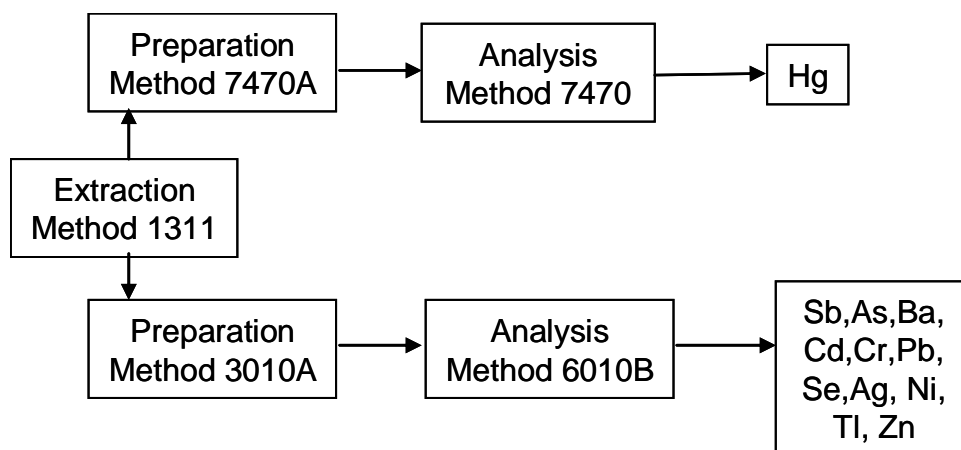 Preparation
Method 7470A
Analysis
Method 7470
Hg
Extraction
Method 1311
Preparation
Method 3010A
Analysis
Method 6010B
Sb,As,Ba,
Cd,Cr,Pb,
Se,Ag, Ni,
Tl, Zn